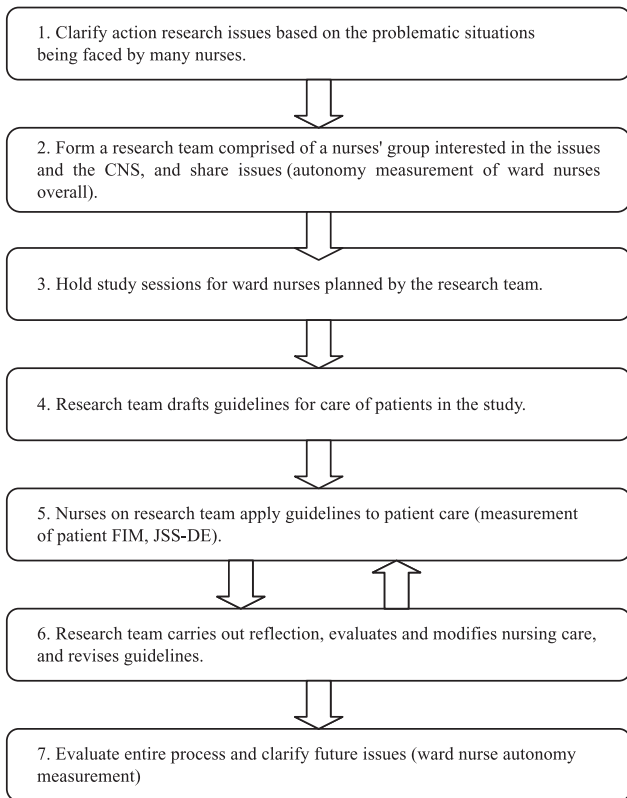 1. Clarify action research issues based on the problematic situations
being faced by many nurses.
2. Form a research team comprised of a nurses' group interested in the issues
and the CNS, and share issues (autonomy measurement of ward nurses
overall).
3. Hold study sessions for ward nurses planned by the research team.
4. Research team drafts guidelines for care of patients in the study.
5. Nurses on research team apply guidelines to patient care (measurement
of patient FIM, JSS-DE).
6. Research team carries out reflection, evaluates and modifies nursing care,
and revises guidelines.
7. Evaluate entire process and clarify future issues (ward nurse autonomy
measurement)